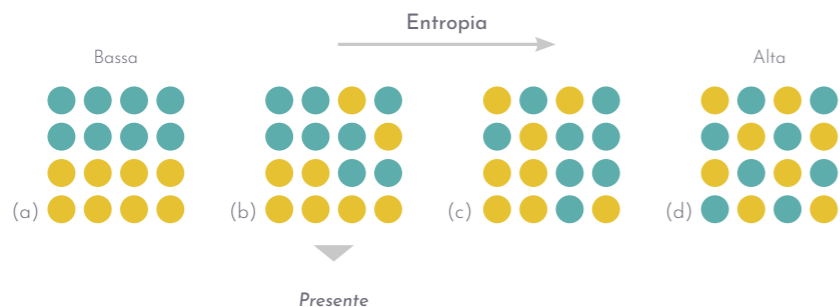 Entropia
Bassa
Alta
(a)
(b)
(c)
(d)
Presente